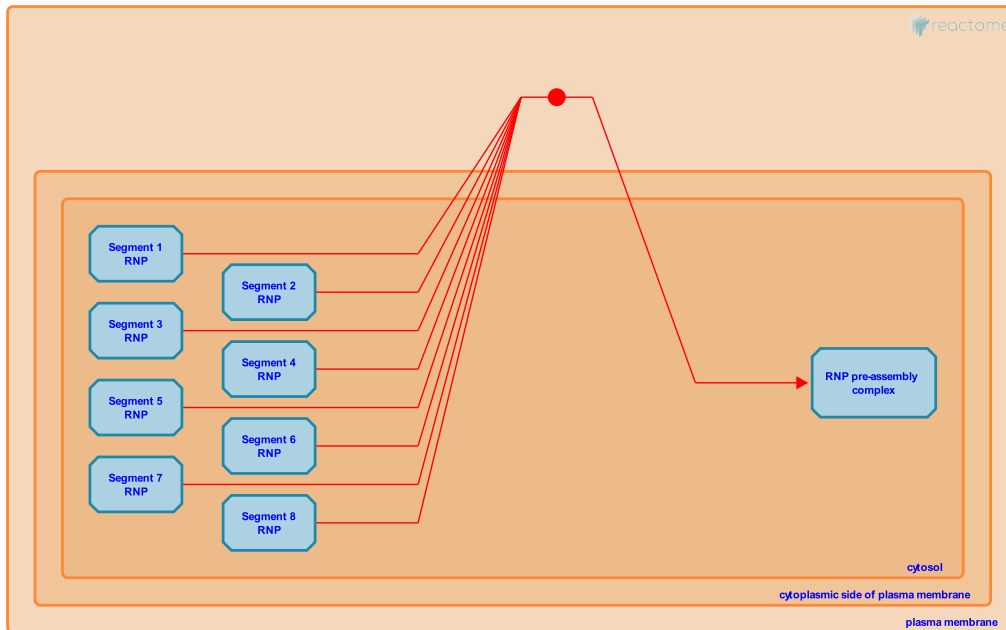 reactome
Segment 1
RNP
Segment 2
RNP
Segment 3
RNP
Segment 4
RNP
RNP pre-assembly
complex
Segment 5
RNP
Segment 6
RNP
Segment 7
RNP
Segment 8
RNP
cytosol
cytoplasmic side of plasma membrane
plasma membrane